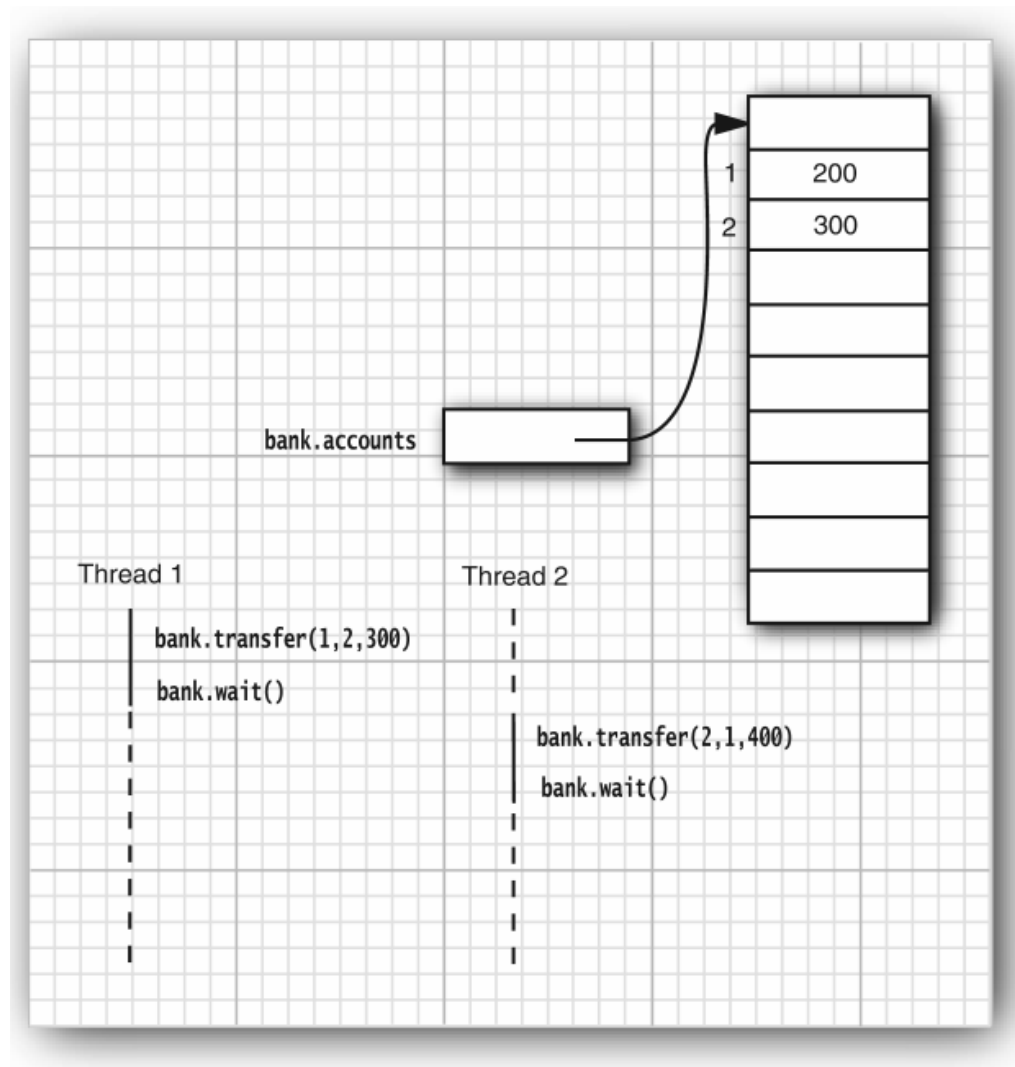 1 200
2 300
bank.accounts
Thread 1
bank.transfer(1,2,300)
bank.wait()
Thread 2
bank.transfer(2,1,400)
bank.wait()